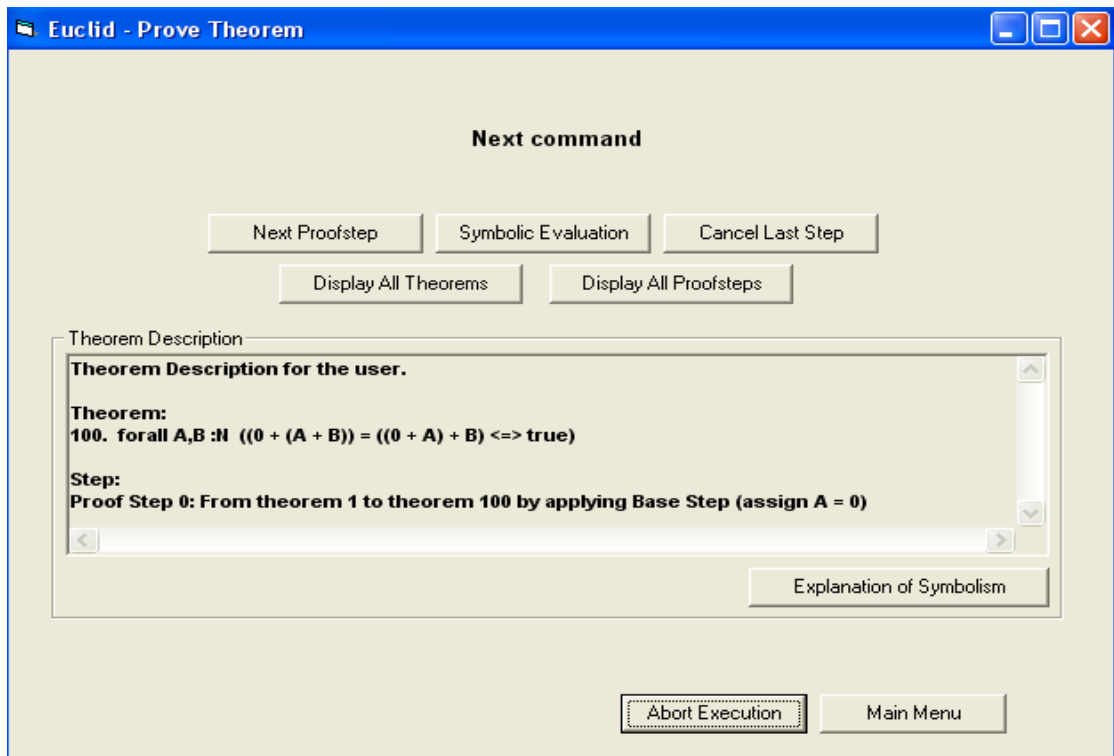 Euclid - Prove Theorem
Next command
Next Proofstep
Symbolic Evaluation
Cancel Last Step
Display All Theorems
Display All Proofsteps
Theorem Description
Theorem Description for the user.
Theorem:
100. forall A,B :N ((0 + (A + B)) = ((0 + A) + B) <=> true)
Step:
Proof Step 0: From theorem 1 to theorem 100 by applying Base Step (assign A = 0)
Explanation of Symbolism
Abort Execution
Main Menu